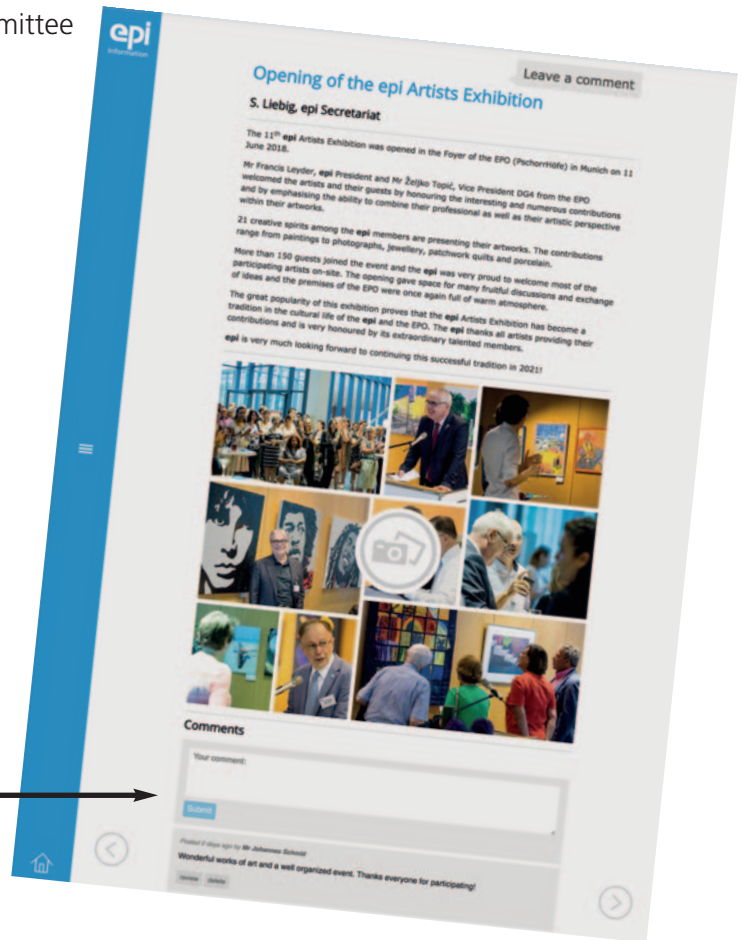 mmittee
epi
information
Leave a comment
Opening of the epi Artists Exhibition
S. Liebig, epi Secretariat
The 11th epi Artists Exhibition was opened in the Foyer of the EPO (PschorrHöfe) in Munich on 11
June 2018.
Mr Francis Leyder, epi President and Mr Željko Topić, Vice President DG4 from the EPO
welcomed the artists and their guests by honouring the interesting and numerous contributions
and by emphasising the ability to combine their professional as well as their artistic perspective
within their artworks.
21 creative spirits among the epi members are presenting their artworks. The contributions
range from paintings to photographs, jewellery, patchwork quilts and porcelain.
More than 150 guests joined the event and the epi was very proud to welcome most of the
participating artists on-site. The opening gave space for many fruitful discussions and exchange
of ideas and the premises of the EPO were once again full of warm atmosphere.
The great popularity of this exhibition proves that the epi Artists Exhibition has become a
tradition in the cultural life of the epi and the EPO. The epi thanks all artists providing their
contributions and is very honoured by its extraordinary talented members.
epi is very much looking forward to continuing this successful tradition in 2021!
Comments
Your comment:
Submit
Posted 2 days ago by Mr Johannes Schmid
Wonderful works of art and a well organized event. Thanks everyone for participating!
delete